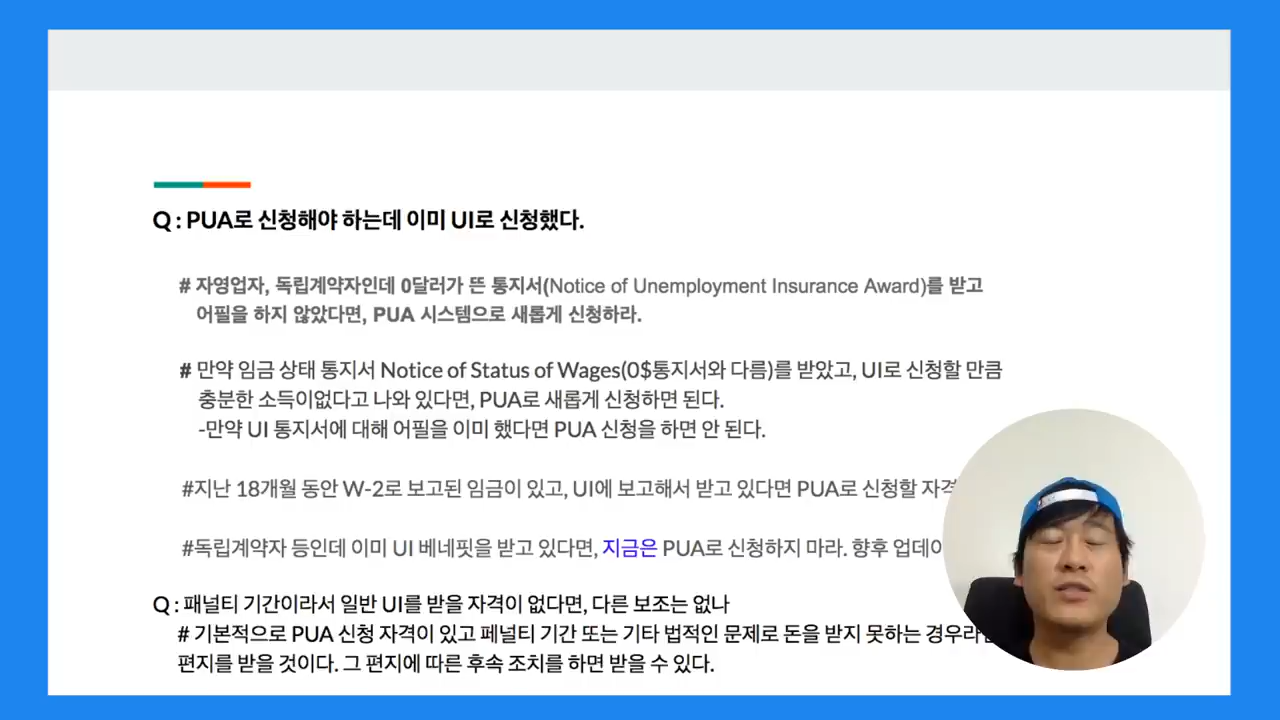 Q : PUA로 신청해야 하는데 이미 UI로 신청했다.
# 자영업자, 독립계약자인데 0달러가 뜬 통지서(Notice of Unemployment Insurance Award)를 받고
어필을 하지 않았다면, PUA 시스템으로 새롭게 신청하라.
# 만약 임금 상태 통지서 Notice of Status of Wages(0$통지서와 다름)를 받았고, UI로 신청할 만큼
충분한 소득이없다고 나와 있다면, PUA로 새롭게 신청하면 된다.
-만약 UI 통지서에 대해 어필을 이미 했다면 PUA 신청을 하면 안 된다.
#지난 18개월 동안 W-2로 보고된 임금이 있고, UI에 보고해서 받고 있다면 PUA로 신청할
#독립계약자 등인데 이미 UI 베네핏을 받고 있다면, 지금은 PUA로 신청하지 마라. 향후
Q : 패널티 기간이라서 일반 UI를 받을 자격이 없다면, 다른 보조는 없나
# 기본적으로 PUA 신청 자격이 있고 페널티 기간 또는 기타 법적인 문제로 돈을 받지 못하는
편지를 받을 것이다. 그 편지에 따른 후속 조치를 하면 받을 수 있다.